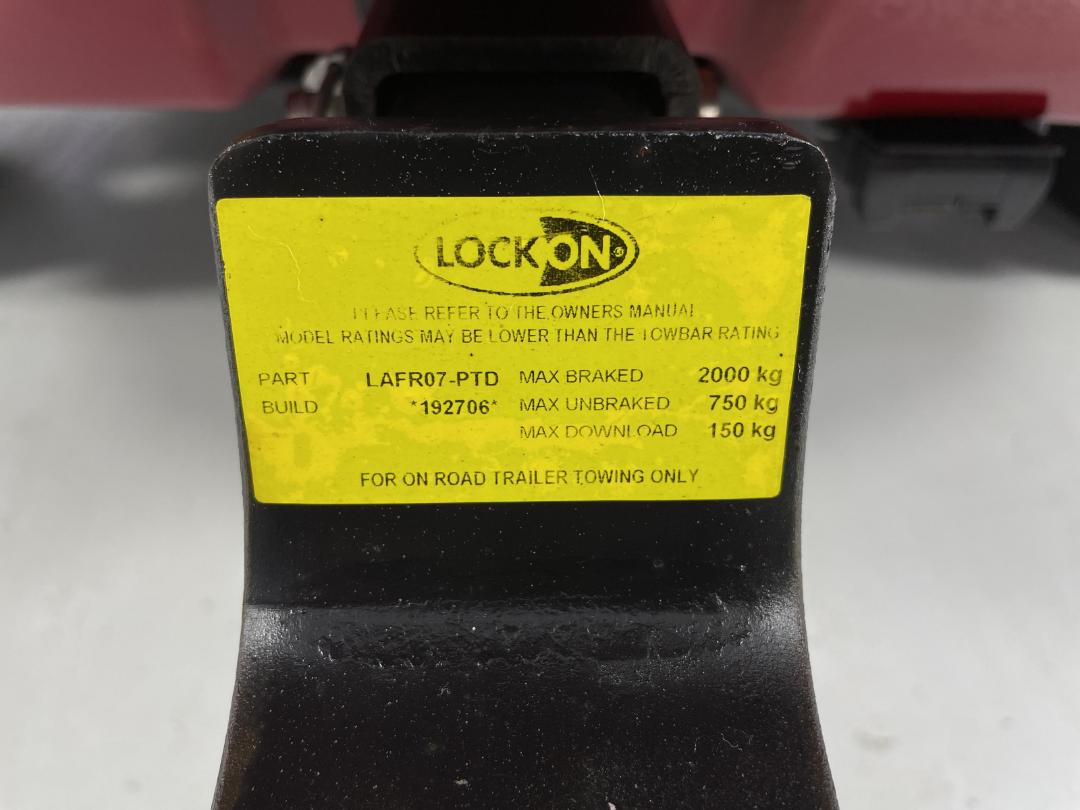 LOCKON®
PLEASE REFER TO THE OWNERS MANUAL
MODEL RATINGS MAY BE LOWER THAN THE TOWBAR RATING
PART LAFR07-PTD MAX BRAKED 2000 kg
BUILD *192706* MAX UNBRAKED 750 kg
MAX DOWNLOAD 150 kg
FOR ON ROAD TRAILER TOWING ONLY